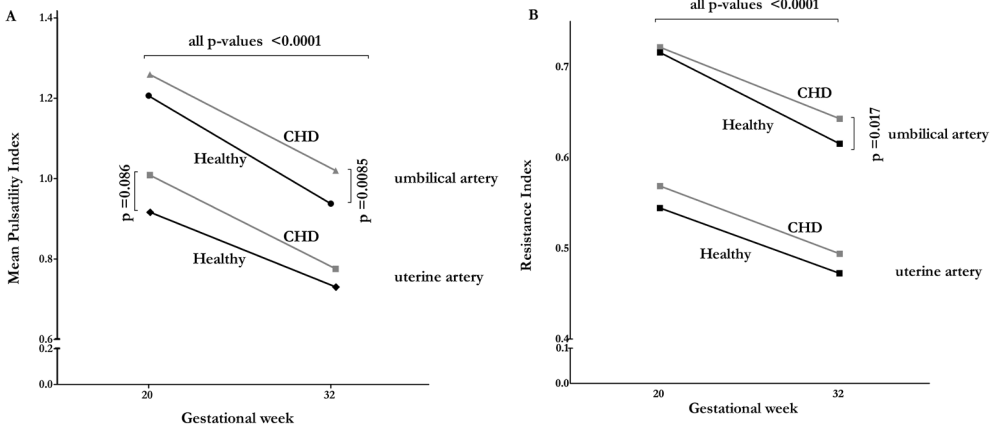 A
all p-values <0.0001
Mean Pulsatility Index
1.4
1.2
1.0
0.8
0.6
0.2
0.0
CHD
Healthy
p =0.086
p =0.0085
umbilical artery
CHD
Healthy
uterine artery
20
32
Gestational week
B
all p-values <0.0001
Resistance Index
0.7
0.6
0.5
0.4
0.1
0.0
CHD
Healthy
p =0.017
umbilical artery
CHD
Healthy
uterine artery
20
32
Gestational week